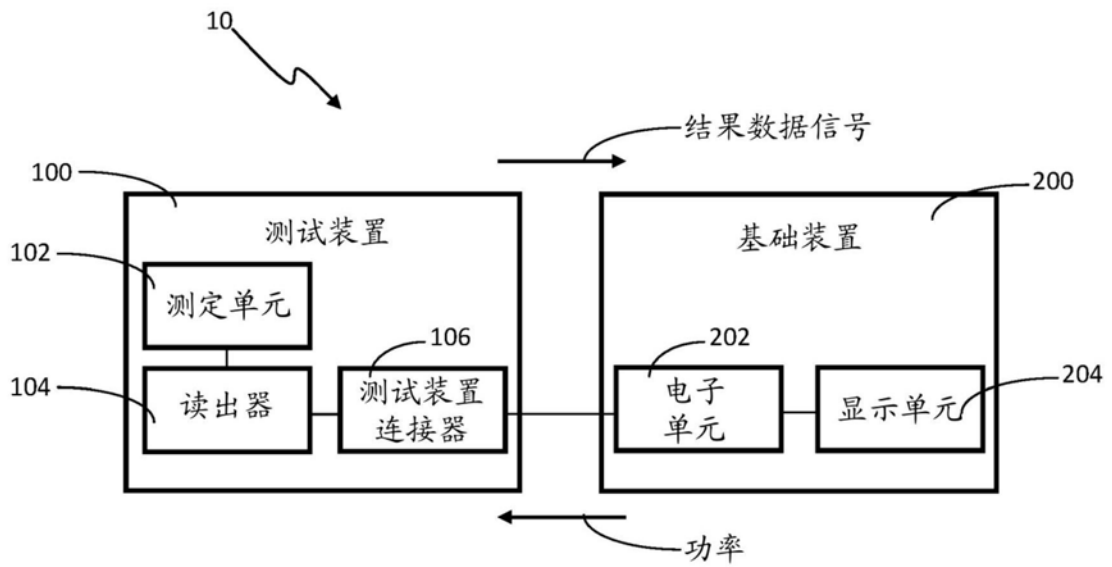 10
结果数据信号
100
200
测试装置
基础装置
102
测定单元
106
202
104
读出器
测试装置
连接器
电子
单元
显示单元
204
功率